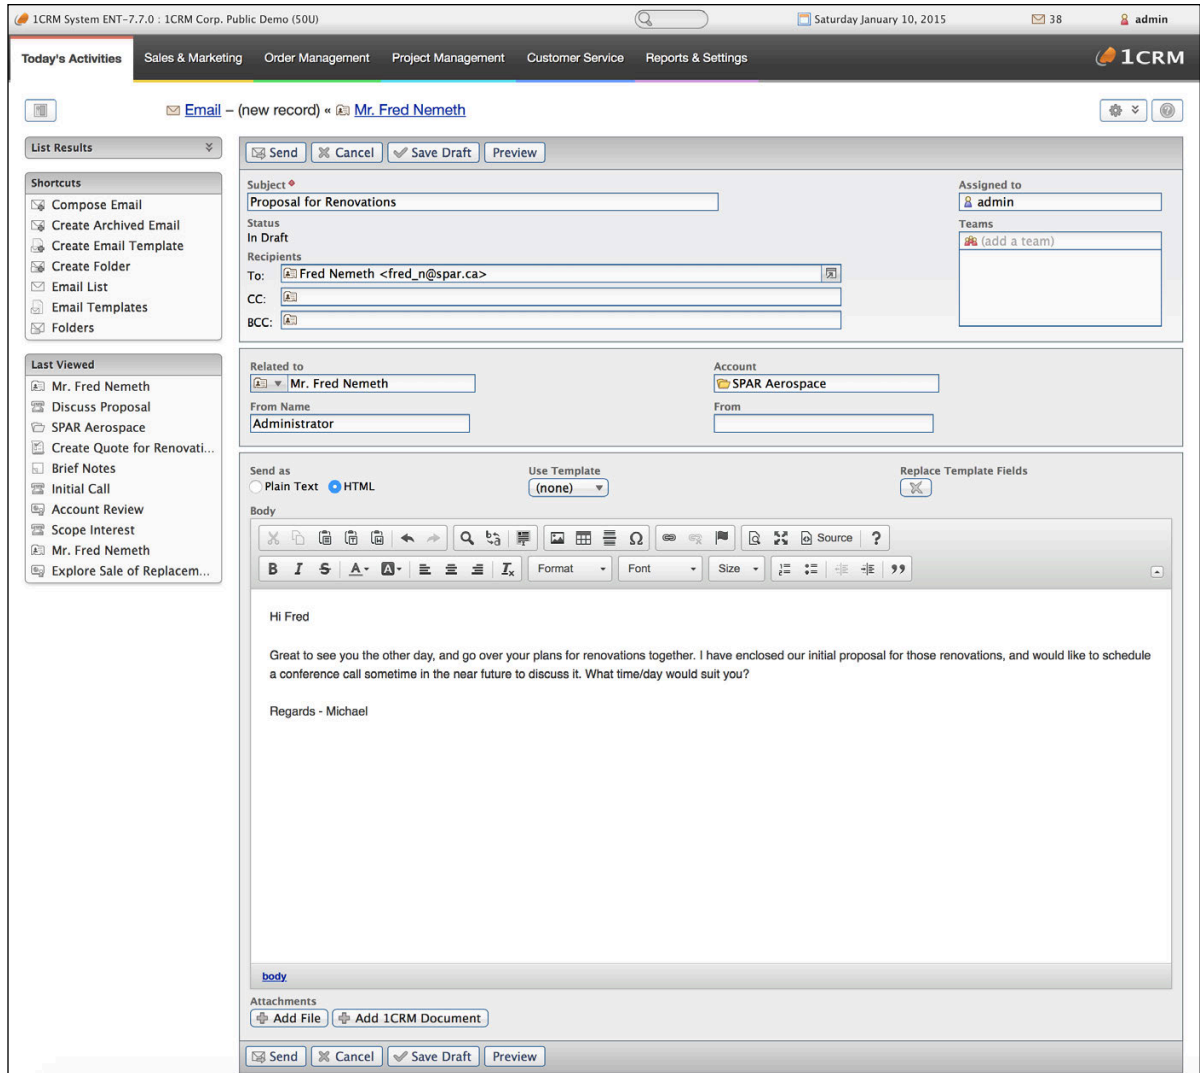 1CRM System ENT-7.7.0 : 1CRM Corp. Public Demo (50U)
Saturday January 10, 2015
38
admin
Today's Activities
Sales & Marketing
Order Management
Project Management
Customer Service
Reports & Settings
1CRM
Email – (new record) « Mr. Fred Nemeth
List Results
Shortcuts
Compose Email
Create Archived Email
Create Email Template
Create Folder
Email List
Email Templates
Folders
Last Viewed
Mr. Fred Nemeth
Discuss Proposal
SPAR Aerospace
Create Quote for Renovati...
Brief Notes
Initial Call
Account Review
Scope Interest
Mr. Fred Nemeth
Explore Sale of Replacem...
Send
Cancel
Save Draft
Preview
Subject
Proposal for Renovations
Status
In Draft
Recipients
To: Fred Nemeth <fred_n@spar.ca>
CC:
BCC:
Assigned to
admin
Teams
(add a team)
Related to
Mr. Fred Nemeth
Account
SPAR Aerospace
From Name
Administrator
From
Send as
Plain Text HTML
Use Template
(none)
Replace Template Fields
Body
Source ?
B I S A A Ix Format Font Size
Hi Fred
Great to see you the other day, and go over your plans for renovations together. I have enclosed our initial proposal for those renovations, and would like to schedule
a conference call sometime in the near future to discuss it. What time/day would suit you?
Regards - Michael
body
Attachments
Add File
Add 1CRM Document
Send
Cancel
Save Draft
Preview